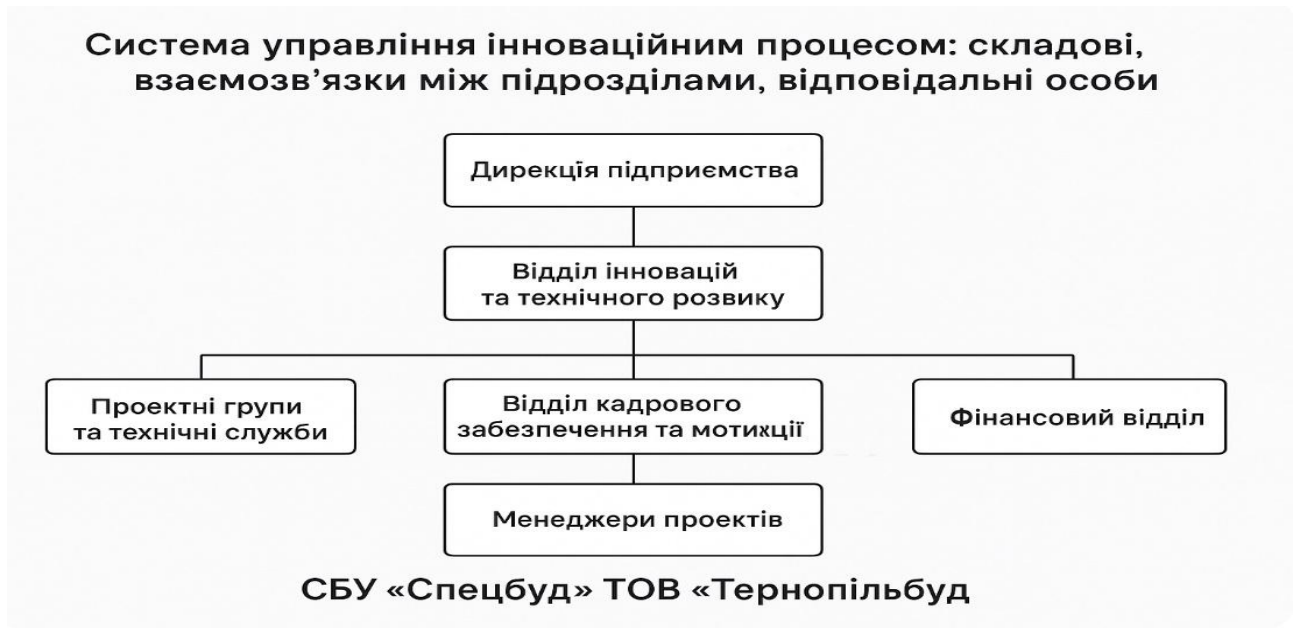 Система управління інноваційним процесом: складові,
взаємозв’язки між підрозділами, відповідальні особи
Дирекція підприємства
Відділ інновацій
та технічного розвику
Проектні групи
та технічні служби
Відділ кадрового
забезпечення та мотикції
Фінансовий відділ
Менеджери проектів
СБУ «Спецбуд» ТОВ «Тернопільбуд